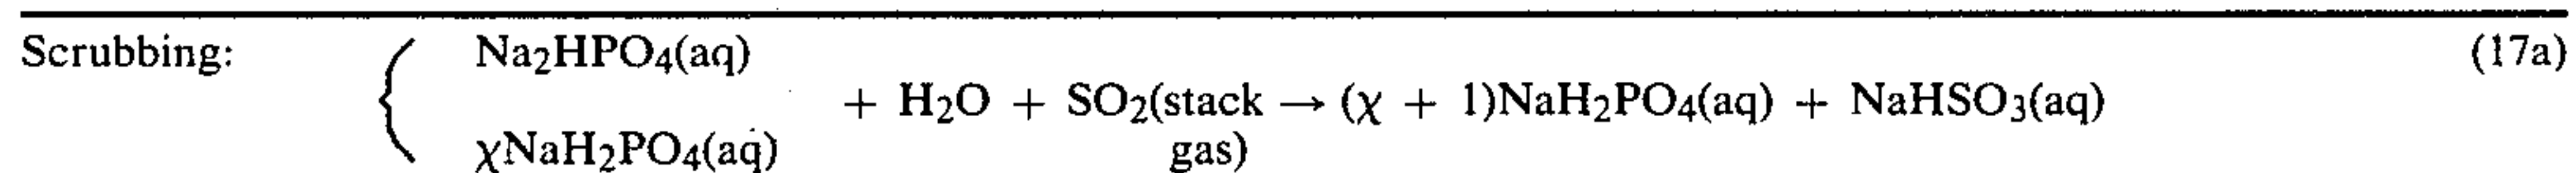 Scrubbing: { Na2HPO4(aq) (17a)
+ H2O + SO2(stack → (χ + 1)NaH2PO4(aq) + NaHSO3(aq)
χNaH2PO4(aq) gas)